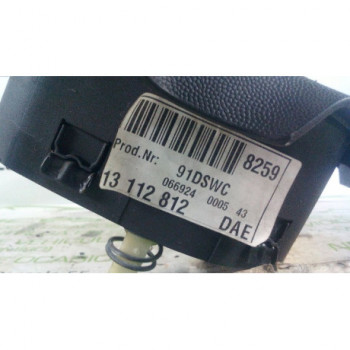 8259
Prod.Nr: 91DSWC
066924 0005 43
13 112 812 DAE